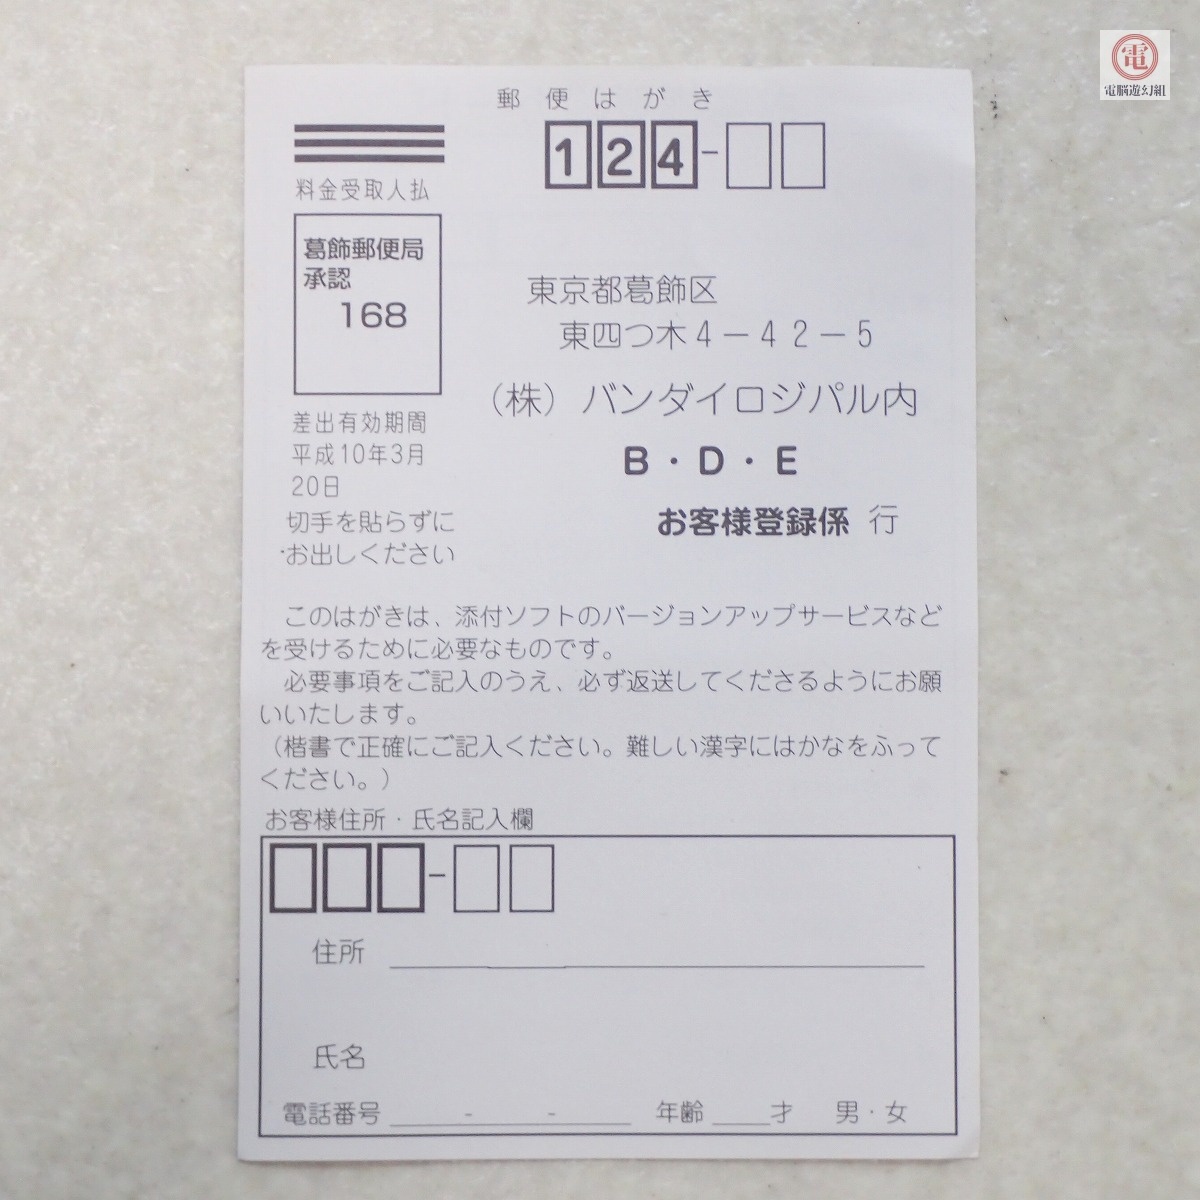 電
電脳遊幻組
郵便はがき
124-
料金受取人払
葛飾郵便局
承認
168
差出有効期間
平成10年3月
20日
切手を貼らずに
お出しください
東京都葛飾区
東四つ木4-42-5
(株)バンダイロジパル内
B・D・E
お客様登録係 行
このはがきは、添付ソフトのバージョンアップサービスなど
を受けるために必要なものです。
必要事項をご記入のうえ、必ず返送してくださるようにお願
いいたします。
(楷書で正確にご記入ください。難しい漢字にはかなをふって
ください。)
お客様住所・氏名記入欄
-
住所
氏名
電話番号 - - 年齢 才 男・女